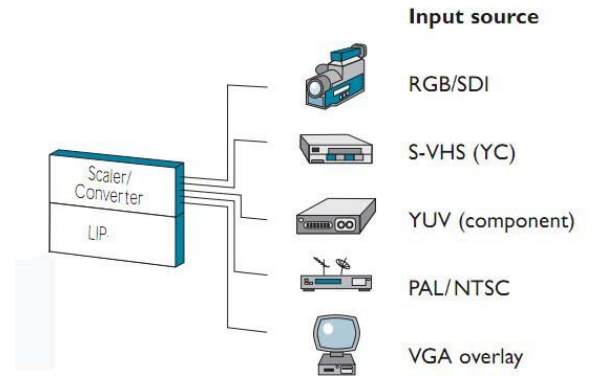 Input source
RGB/SDI
S-VHS (YC)
Scaler/
Converter
LIP.
YUV (component)
PAL/NTSC
VGA overlay